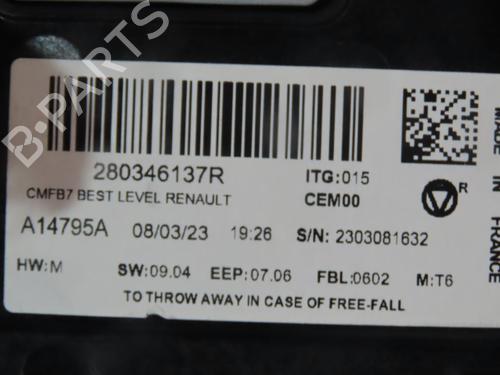 280346137R
ITG:015
CMFB7 BEST LEVEL RENAULT
CEM00
A14795A 08/03/23 19:26 S/N: 2303081632
HW:M SW:09.04 EEP:07.06 FBL:0602 M:T6
TO THROW AWAY IN CASE OF FREE-FALL
R
MADE IN FRANCE
B-PARTS